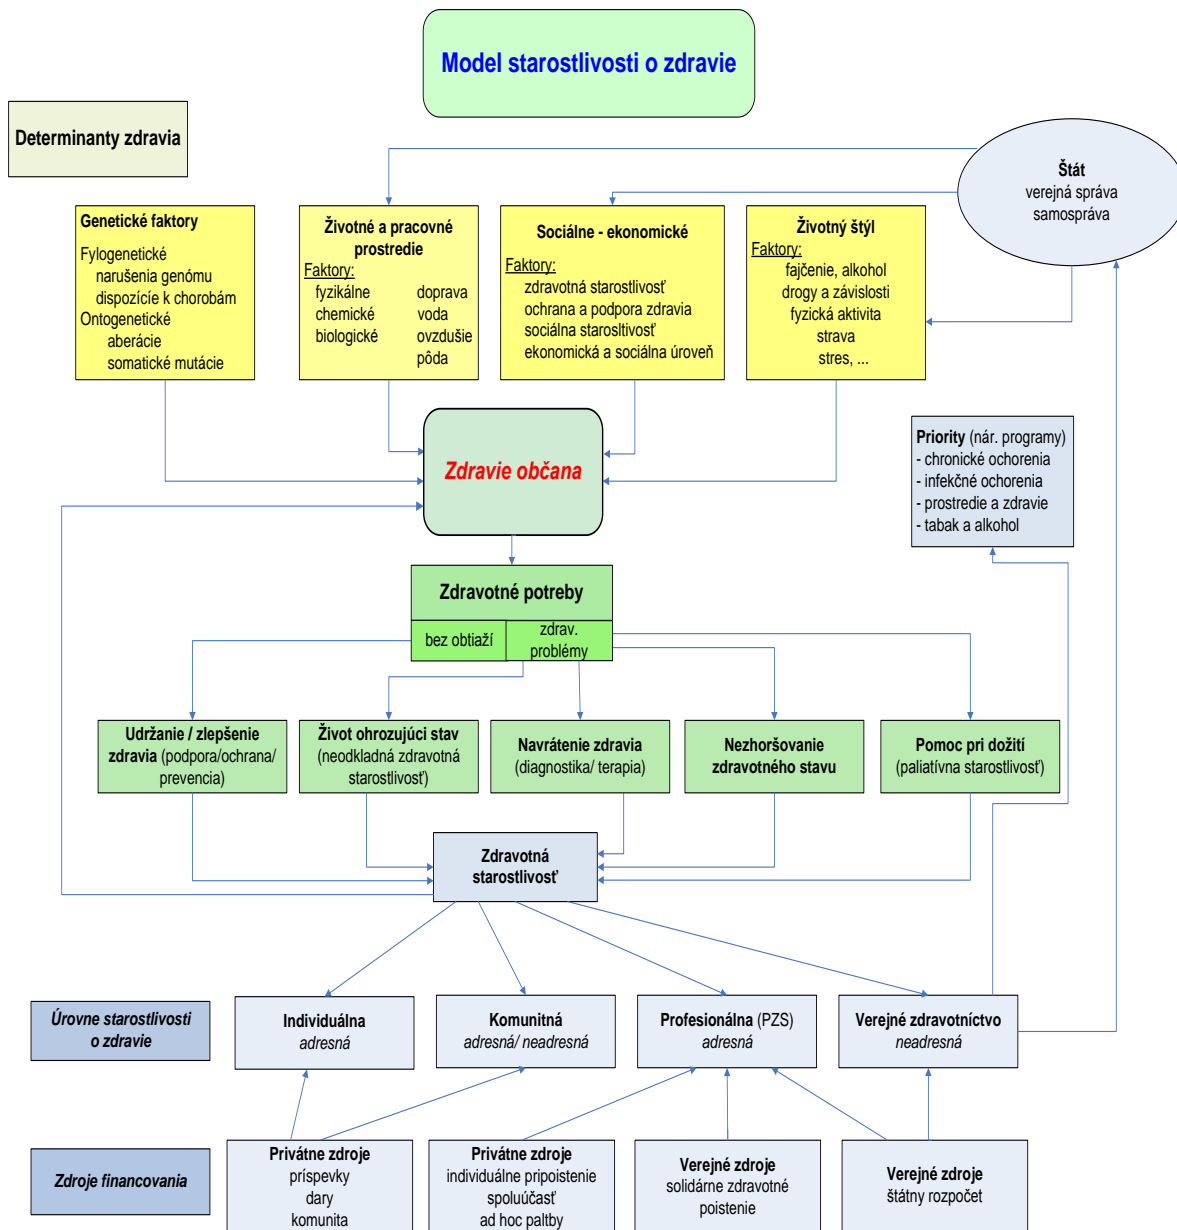 Model starostlivosti o zdravie
Determinanty zdravia
Štát
verejná správa
samospráva
Genetické faktory
Fylogenetické
narušenia genómu
dispozície k chorobám
Ontogenetické
aberácie
somatické mutácie
Životné a pracovné
prostredie
Faktory:
fyzikálne
chemické
biologické
doprava
voda
ovzdušie
pôda
Sociálne - ekonomické
Faktory:
zdravotná starostlivosť
ochrana a podpora zdravia
sociálna starosltivosť
ekonomická a sociálna úroveň
Životný štýl
Faktory:
fajčenie, alkohol
drogy a závislosti
fyzická aktivita
strava
stres, ...
Zdravie občana
Priority (nár. programy)
- chronické ochorenia
- infekčné ochorenia
- prostredie a zdravie
- tabak a alkohol
Zdravotné potreby
bez obtiaží
zdrav.
problémy
Udržanie / zlepšenie
zdravia (podpora/ochrana/
prevencia)
Život ohrozujúci stav
(neodkladná zdravotná
starostlivosť)
Navrátenie zdravia
(diagnostika/ terapia)
Nezhoršovanie
zdravotného stavu
Pomoc pri dožití
(paliatívna starostlivosť)
Zdravotná
starostlivosť
Úrovne starostlivosti
o zdravie
Individuálna
adresná
Komunitná
adresná/ neadresná
Profesionálna (PZS)
adresná
Verejné zdravotníctvo
neadresná
Zdroje financovania
Privátne zdroje
príspevky
dary
komunita
Privátne zdroje
individuálne pripoistenie
spoluúčasť
ad hoc paltby
Verejné zdroje
solidárne zdravotné
poistenie
Verejné zdroje
štátny rozpočet